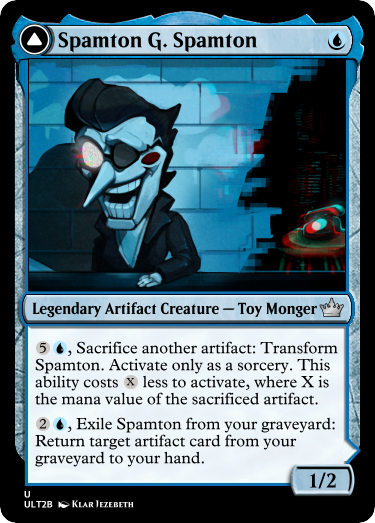 Spamton G. Spamton
Legendary Artifact Creature — Toy Monger
5 , Sacrifice another artifact: Transform
Spamton. Activate only as a sorcery. This
ability costs X less to activate, where X is
the mana value of the sacrificed artifact.
2 , Exile Spamton from your graveyard:
Return target artifact card from your
graveyard to your hand.
1/2
U
ULT2B Klar Jezebeth